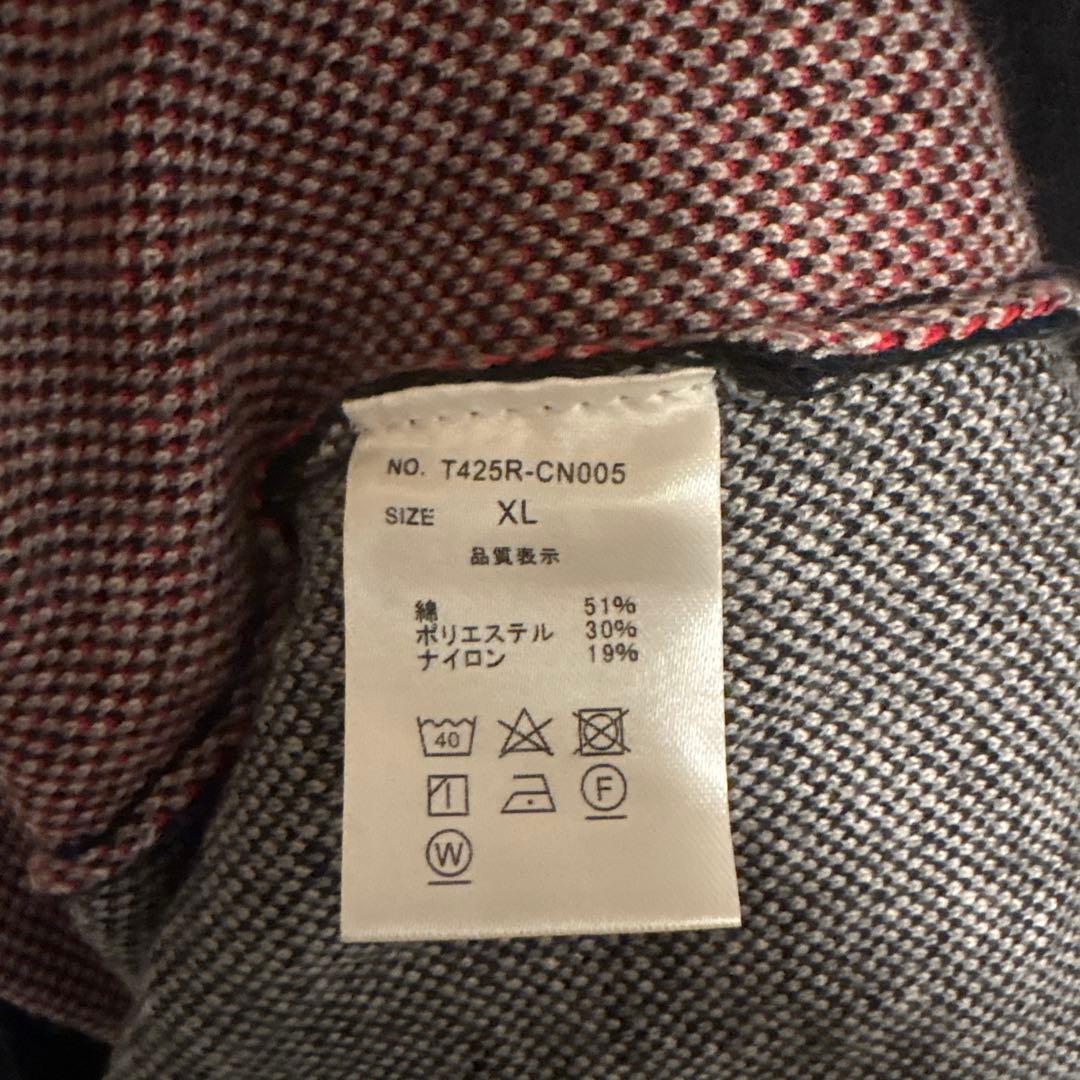 NO. T425R-CN005
SIZE XL
品質表示
綿 51%
ポリエステル 30%
ナイロン 19%
40
F
W